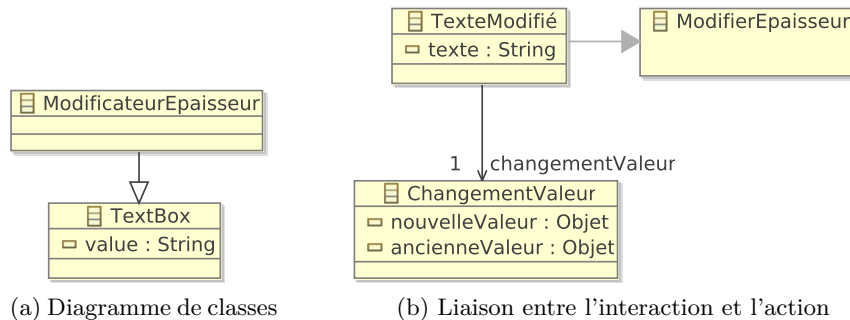 ModificateurEpaisseur
TextBox
value : String
(a) Diagramme de classes
TexteModifié
texte : String
ModifierEpaisseur
1 changementValeur
ChangementValeur
nouvelleValeur : Objet
ancienneValeur : Objet
(b) Liaison entre l'interaction et l'action